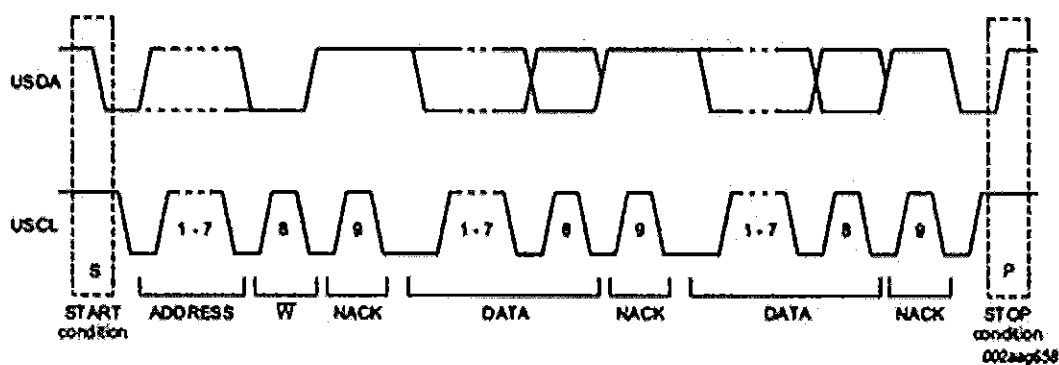 USDA
USCL
1 - 7 8 9 1 - 7 8 9 1 - 7 8 9
S P
START condition ADDRESS W̅ NACK DATA NACK DATA NACK STOP condition
002aag658